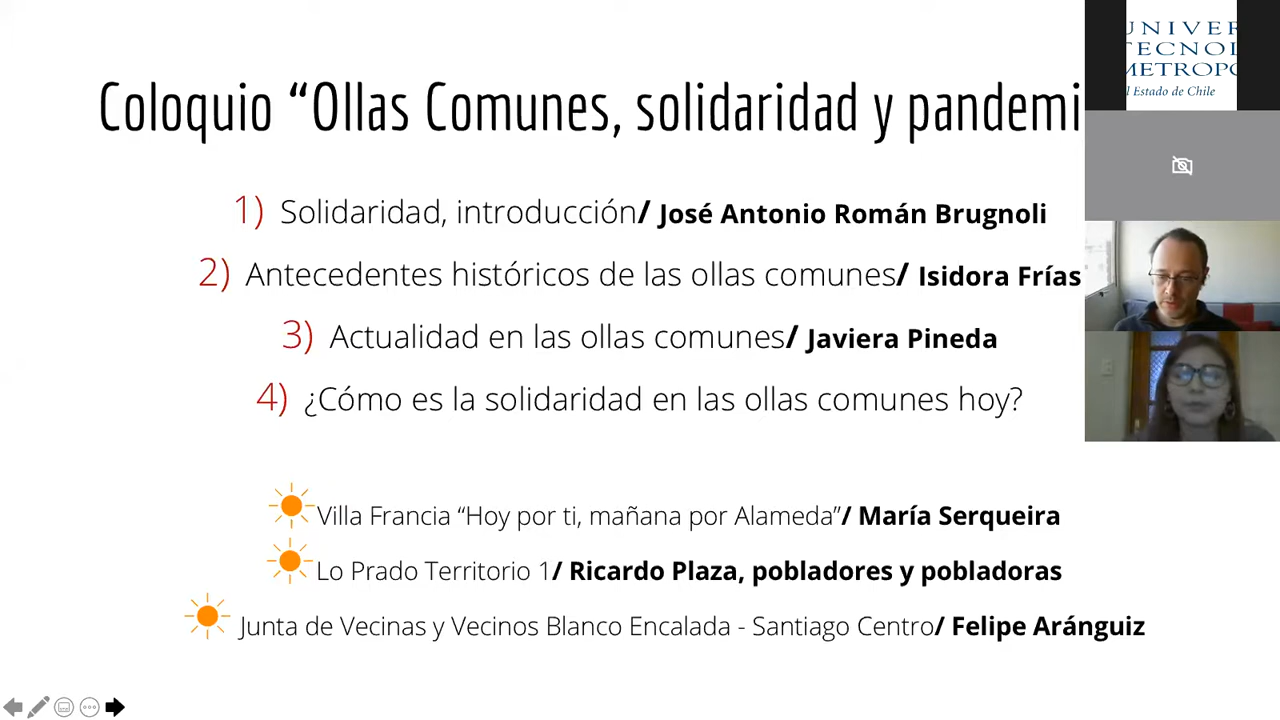 Coloquio “Ollas Comunes, solidaridad y pandemi
1) Solidaridad, introducción/ José Antonio Román Brugnoli
2) Antecedentes históricos de las ollas comunes/ Isidora Frías
3) Actualidad en las ollas comunes/ Javiera Pineda
4) ¿Cómo es la solidaridad en las ollas comunes hoy?
Villa Francia “Hoy por ti, mañana por Alameda”/ María Serqueira
Lo Prado Territorio 1/ Ricardo Plaza, pobladores y pobladoras
Junta de Vecinas y Vecinos Blanco Encalada - Santiago Centro/ Felipe Aránguiz
UNIVER
TECNOL
METROPO
l Estado de Chile